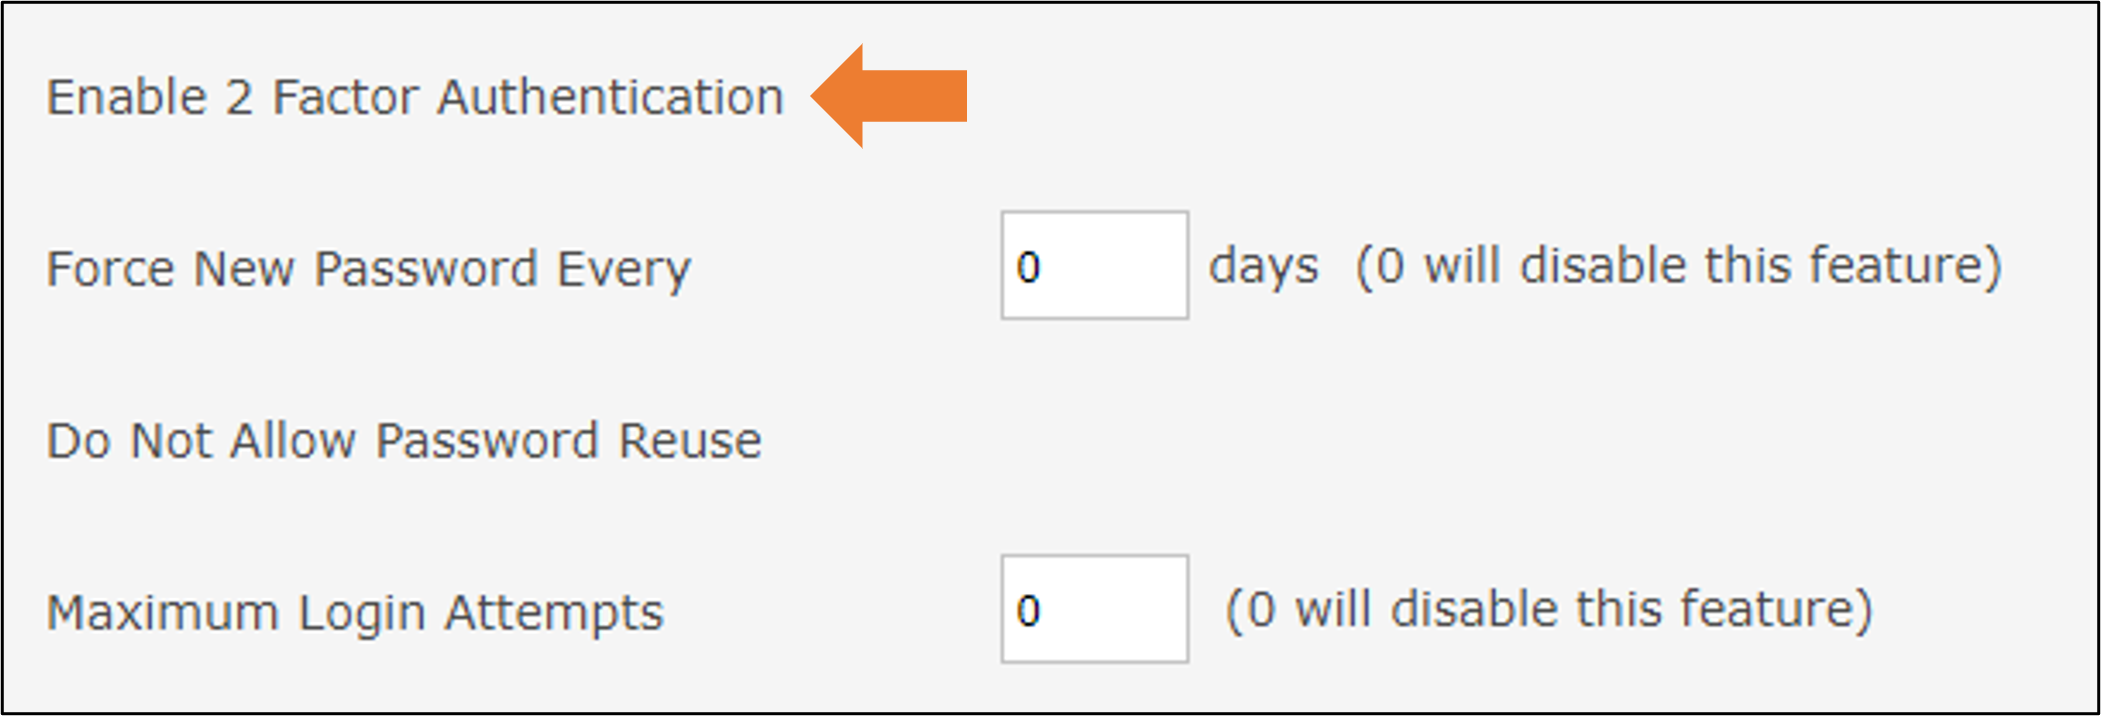 Enable 2 Factor Authentication
Force New Password Every 0 days (0 will disable this feature)
Do Not Allow Password Reuse
Maximum Login Attempts 0 (0 will disable this feature)